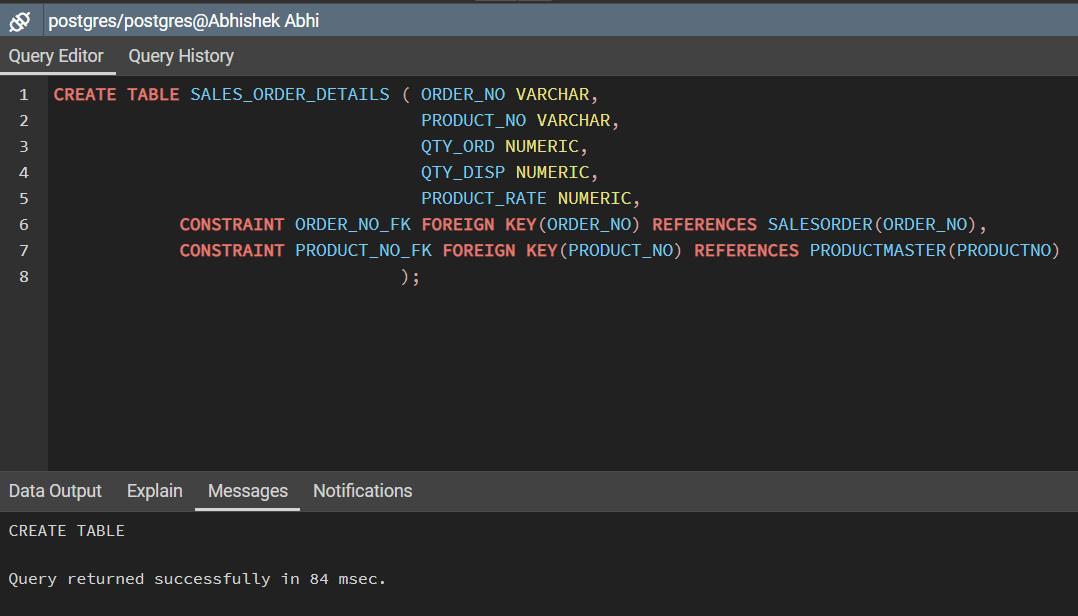 postgres/postgres@Abhishek Abhi
Query Editor Query History
1 CREATE TABLE SALES_ORDER_DETAILS ( ORDER_NO VARCHAR,
2 PRODUCT_NO VARCHAR,
3 QTY_ORD NUMERIC,
4 QTY_DISP NUMERIC,
5 PRODUCT_RATE NUMERIC,
6 CONSTRAINT ORDER_NO_FK FOREIGN KEY(ORDER_NO) REFERENCES SALESORDER(ORDER_NO),
7 CONSTRAINT PRODUCT_NO_FK FOREIGN KEY(PRODUCT_NO) REFERENCES PRODUCTMASTER(PRODUCTNO)
8 );
Data Output Explain Messages Notifications
CREATE TABLE
Query returned successfully in 84 msec.